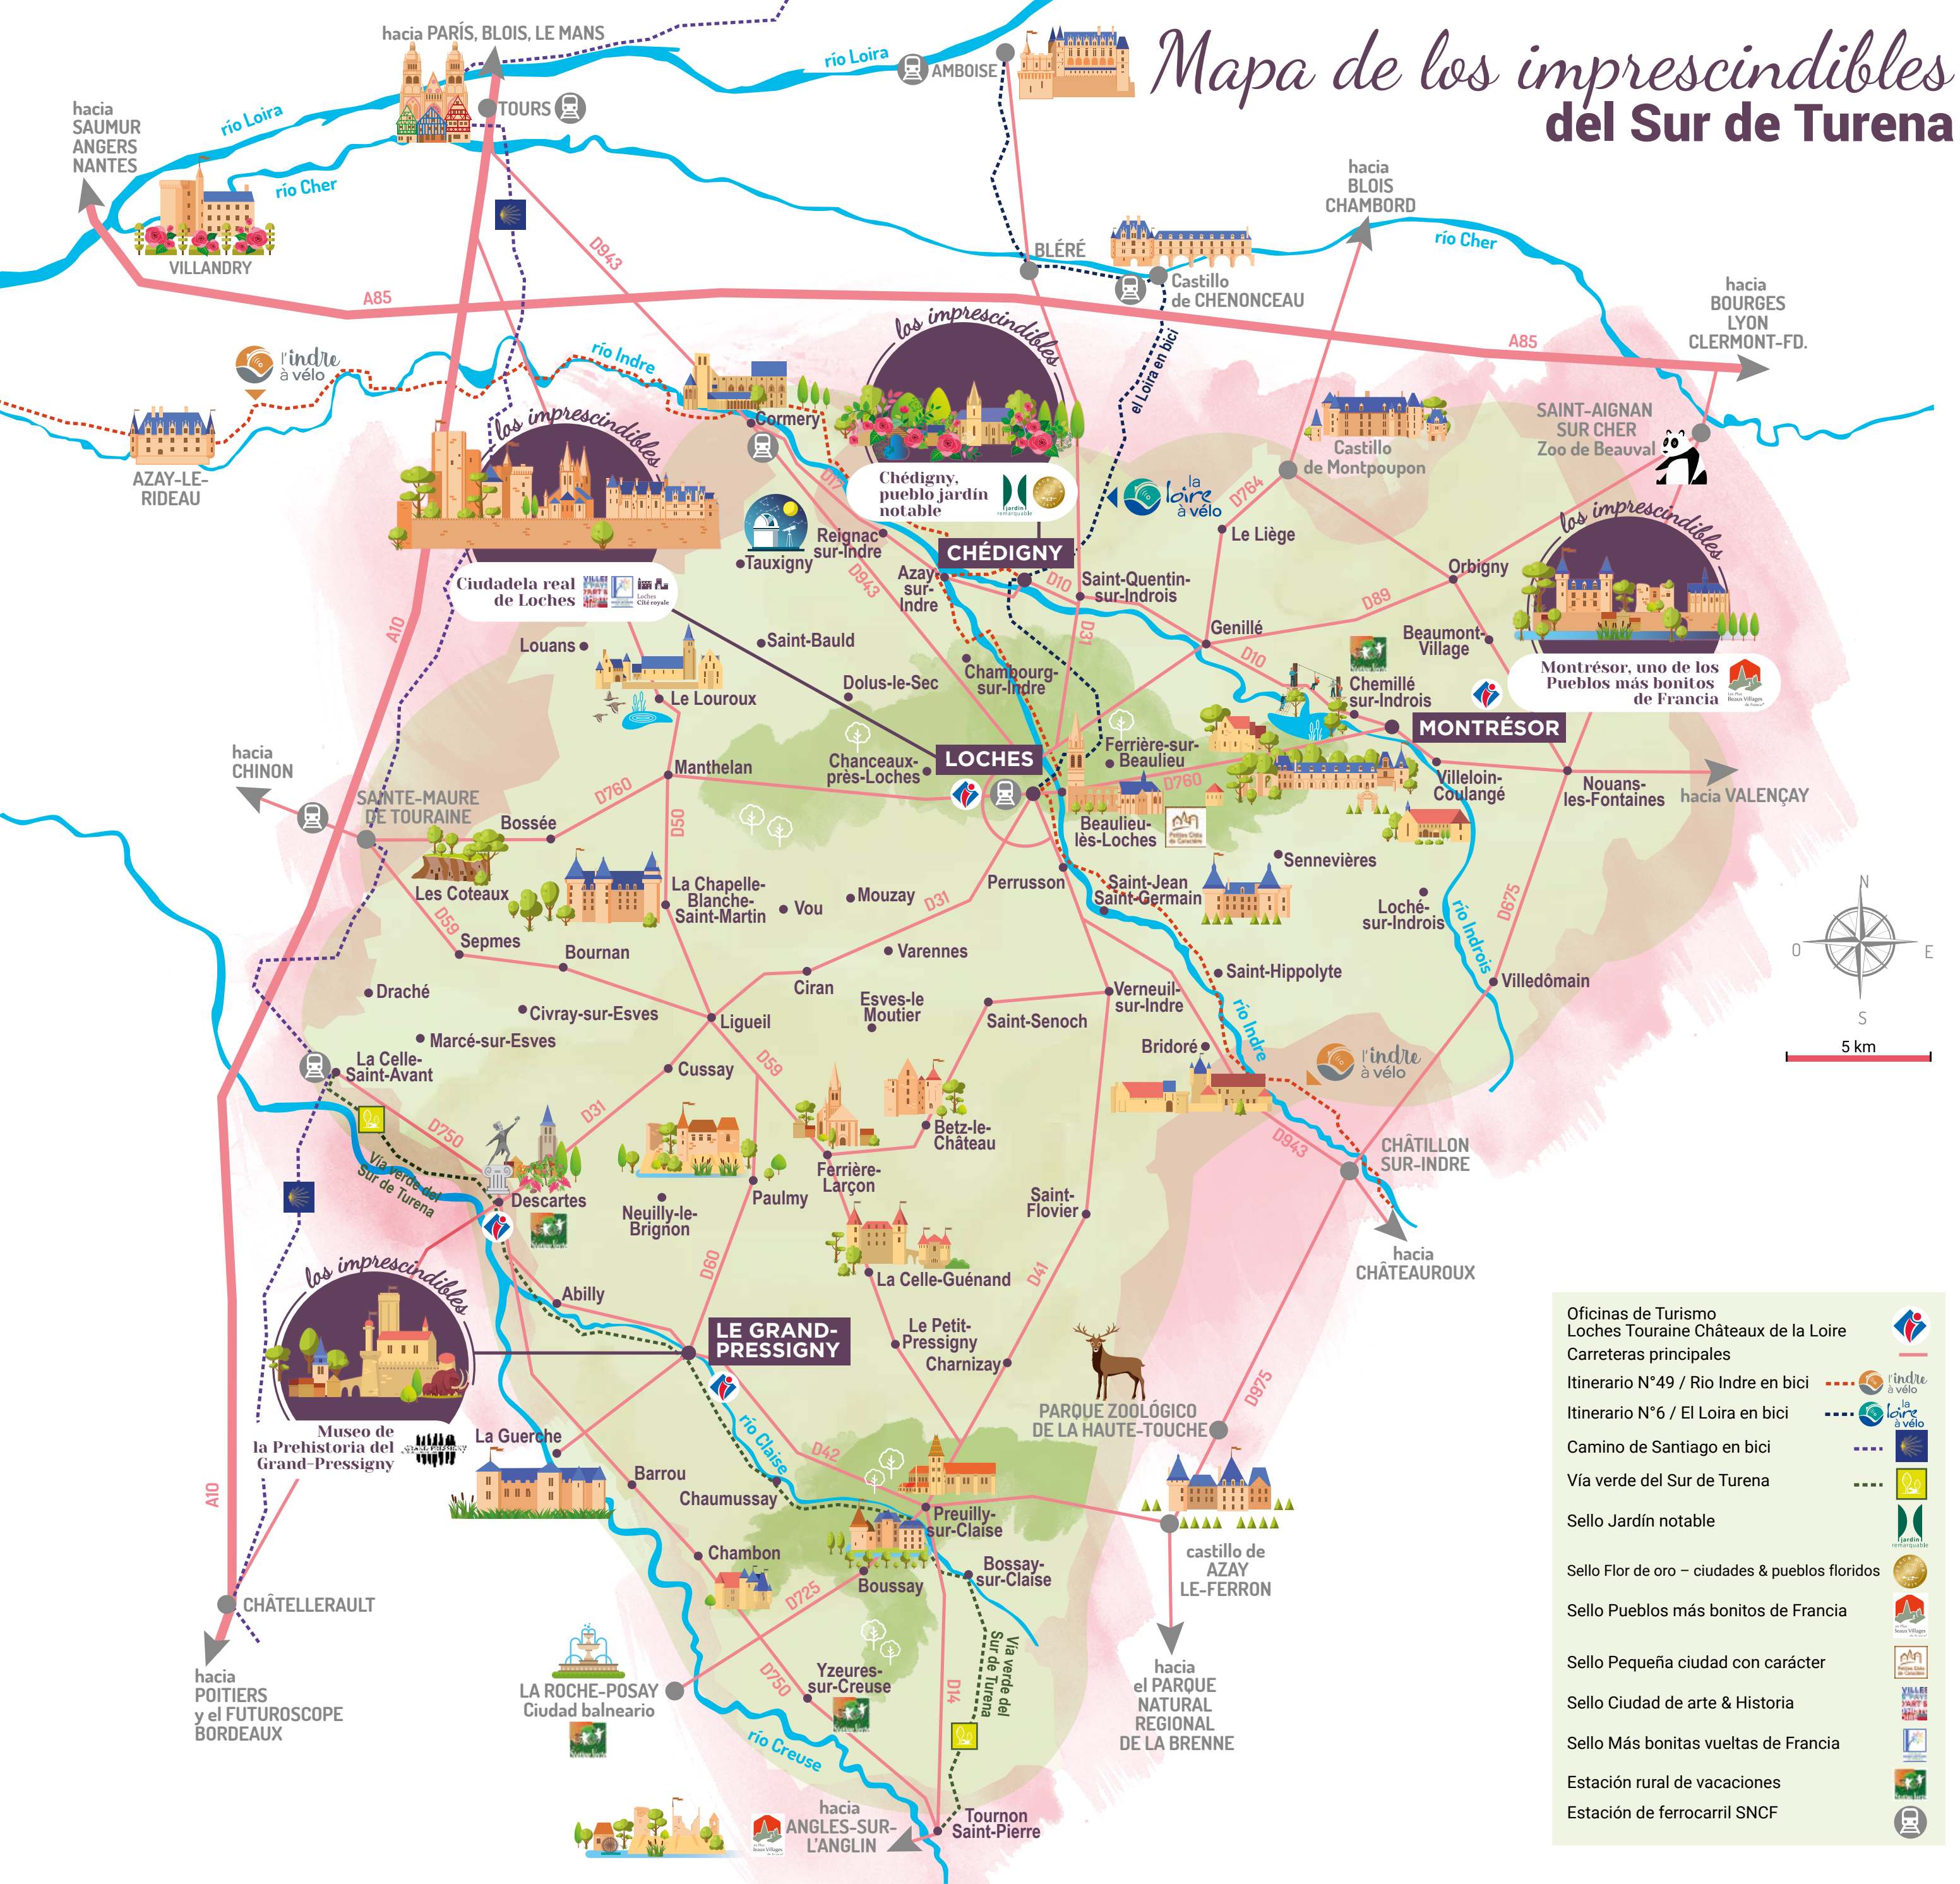 Mapa de los imprescindibles
del Sur de Turena
hacia PARÍS, BLOIS, LE MANS
río Loira
AMBOISE
TOURS
hacia
SAUMUR
ANGERS
NANTES
río Loira
río Cher
VILLANDRY
D943
BLÉRÉ
Castillo
de CHENONCEAU
hacia
BLOIS
CHAMBORD
río Cher
hacia
BOURGES
LYON
CLERMONT-FD.
A85
A85
l'indre
à vélo
río Indre
AZAY-LE-
RIDEAU
los imprescindibles
Cormery
D17
los imprescindibles
Chédigny,
pueblo jardín
notable
jardin
remarquable
el Loira en bici
la
loire
à vélo
Castillo
de Montpoupon
D764
Le Liège
SAINT-AIGNAN
SUR CHER
Zoo de Beauval
los imprescindibles
Montrésor, uno de los
Pueblos más bonitos
de Francia
Les Plus
Beaux Villages
de France
Ciudadela real
de Loches
Loches
Cité royale
Reignac
sur-Indre
Tauxigny
D943
Azay
sur-
Indre
CHÉDIGNY
D10
Saint-Quentin-
sur-Indrois
D31
D89
Orbigny
Beaumont-
Village
Genillé
D10
Chemillé
sur-Indrois
MONTRÉSOR
A10
Louans
Saint-Bauld
Le Louroux
Dolus-le-Sec
Chambourg-
sur-Indre
Chanceaux-
près-Loches
LOCHES
Ferrière-sur-
Beaulieu
D760
Beaulieu-
lès-Loches
Villeloin-
Coulangé
Nouans-
les-Fontaines
hacia VALENÇAY
hacia
CHINON
SAINTE-MAURE
DE TOURAINE
Manthelan
D760
D50
Bossée
Les Coteaux
La Chapelle-
Blanche-
Saint-Martin
Vou
Mouzay
D31
Perrusson
Saint-Jean
Saint-Germain
Sennevières
Loché-
sur-Indrois
río Indrois
D675
Villedômain
N
O
E
S
5 km
D59
Sepmes
Bournan
Varennes
Ciran
Esves-le
Moutier
Saint-Senoch
Verneuil-
sur-Indre
Saint-Hippolyte
río Indre
Draché
Civray-sur-Esves
Ligueil
Marcé-sur-Esves
La Celle-
Saint-Avant
Cussay
D59
Bridoré
l'indre
à vélo
D943
CHÂTILLON
SUR-INDRE
hacia
CHÂTEAUROUX
D750
Vía verde del
Sur de Turena
D31
Descartes
Neuilly-le-
Brignon
Paulmy
Ferrière-
Larçon
Betz-le-
Château
Saint-
Flovier
D60
La Celle-Guénand
D41
los imprescindibles
Museo de
la Prehistoria del
Grand-Pressigny
Abilly
LE GRAND-
PRESSIGNY
Le Petit-
Pressigny
Charnizay
PARQUE ZOOLÓGICO
DE LA HAUTE-TOUCHE
D975
La Guerche
río Claise
D42
Barrou
Chaumussay
Preuilly-
sur-Claise
A10
Chambon
Boussay
Bossay-
sur-Claise
castillo de
AZAY
LE-FERRON
D725
CHÂTELLERAULT
hacia
POITIERS
y el FUTUROSCOPE
BORDEAUX
LA ROCHE-POSAY
Ciudad balneario
D750
Yzeures-
sur-Creuse
D14
Vía verde del
Sur de Turena
hacia
el PARQUE
NATURAL
REGIONAL
DE LA BRENNE
río Creuse
hacia
ANGLES-SUR-
L'ANGLIN
Tournon
Saint-Pierre
Oficinas de Turismo
Loches Touraine Châteaux de la Loire
Carreteras principales
Itinerario N°49 / Rio Indre en bici
l'indre
à vélo
Itinerario N°6 / El Loira en bici
la
loire
à vélo
Camino de Santiago en bici
Vía verde del Sur de Turena
Sello Jardín notable
jardin
remarquable
Sello Flor de oro – ciudades & pueblos floridos
Sello Pueblos más bonitos de Francia
Sello Pequeña ciudad con carácter
Sello Ciudad de arte & Historia
Sello Más bonitas vueltas de Francia
Estación rural de vacaciones
Estación de ferrocarril SNCF